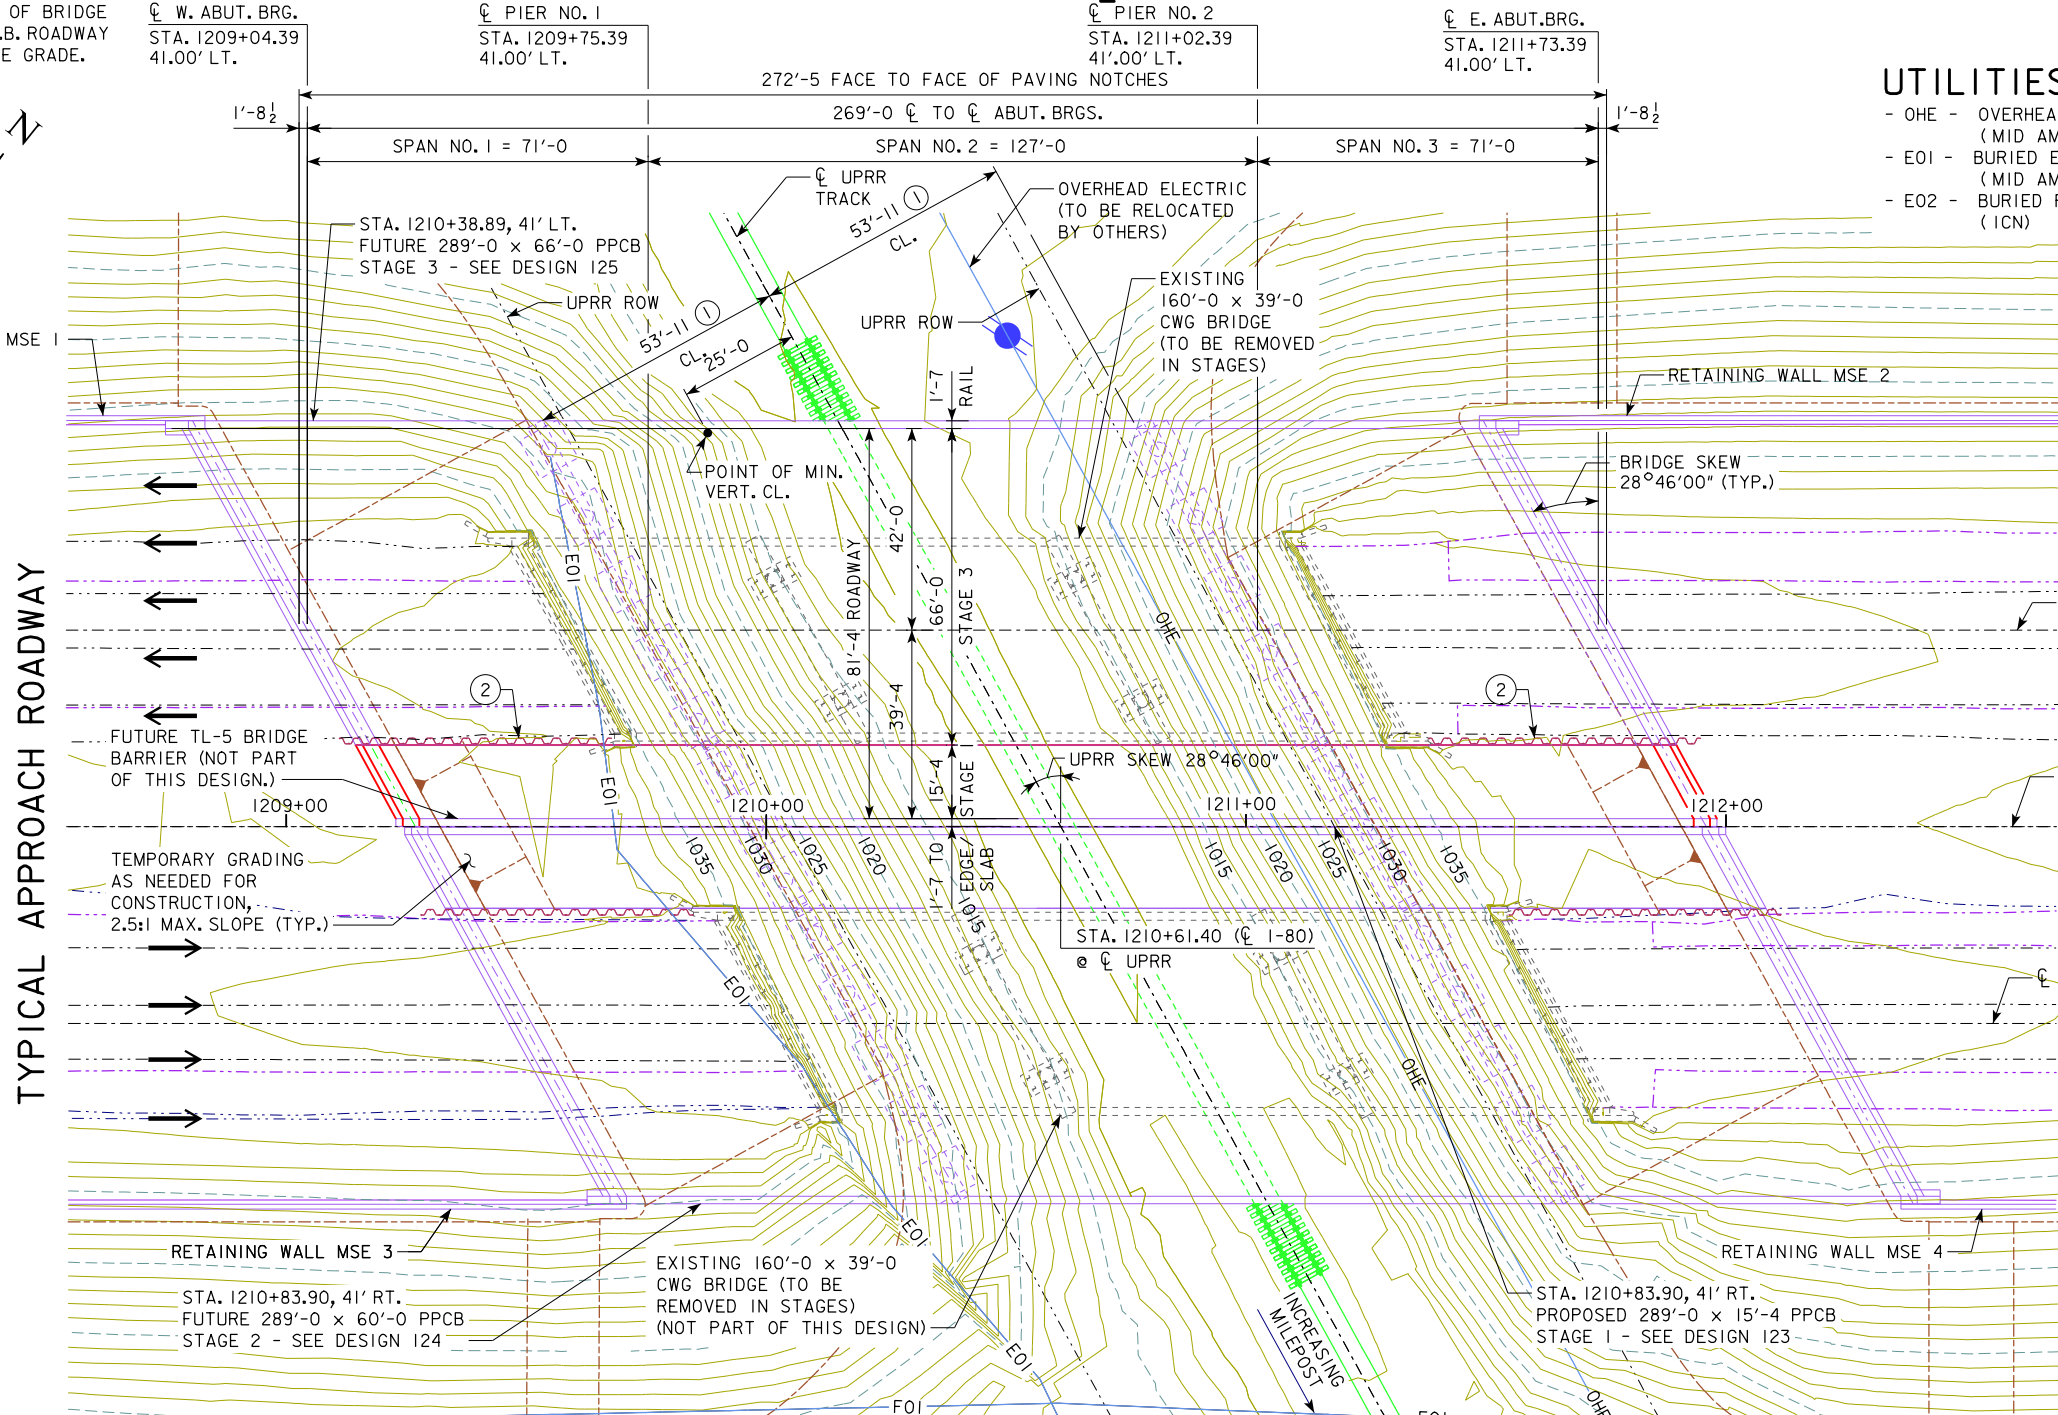 OF BRIDGE
.B. ROADWAY
E GRADE.
℄ W. ABUT. BRG.
STA. 1209+04.39
41.00' LT.
℄ PIER NO. 1
STA. 1209+75.39
41.00' LT.
℄ PIER NO. 2
STA. 1211+02.39
41'.00' LT.
℄ E. ABUT.BRG.
STA. 1211+73.39
41.00' LT.
272'-5 FACE TO FACE OF PAVING NOTCHES
1'-8½
269'-0 ℄ TO ℄ ABUT. BRGS.
1'-8½
SPAN NO. 1 = 71'-0
SPAN NO. 2 = 127'-0
SPAN NO. 3 = 71'-0
UTILITIES
- OHE - OVERHEA
(MID AM
- EO1 - BURIED E
(MID AM
- EO2 - BURIED F
(ICN)
N
℄ UPRR
TRACK
53'-11 1
CL.
OVERHEAD ELECTRIC
(TO BE RELOCATED
BY OTHERS)
STA. 1210+38.89, 41' LT.
FUTURE 289'-0 x 66'-0 PPCB
STAGE 3 - SEE DESIGN 125
UPRR ROW
53'-11 1
CL.
25'-0
UPRR ROW
EXISTING
160'-0 x 39'-0
CWG BRIDGE
(TO BE REMOVED
IN STAGES)
MSE 1
1'-7
RAIL
RETAINING WALL MSE 2
POINT OF MIN.
VERT. CL.
BRIDGE SKEW
28°46'00" (TYP.)
TYPICAL APPROACH ROADWAY
EO1
81'-4 ROADWAY
42'-0
39'-4
66'-0
STAGE 3
OHE
2
2
FUTURE TL-5 BRIDGE
BARRIER (NOT PART
OF THIS DESIGN.)
EO1
15'-4
STAGE 1
UPRR SKEW 28°46'00"
1209+00
1210+00
1211+00
1212+00
TEMPORARY GRADING
AS NEEDED FOR
CONSTRUCTION,
2.5:1 MAX. SLOPE (TYP.)
1035
1030
1025
1020
1015
1'-7 TO
EDGE
SLAB
1015
1020
1025
1030
1035
STA. 1210+61.40 (℄ I-80)
@ ℄ UPRR
℄
EO1
OHE
RETAINING WALL MSE 3
EO1
RETAINING WALL MSE 4
EXISTING 160'-0 x 39'-0
CWG BRIDGE (TO BE
REMOVED IN STAGES)
(NOT PART OF THIS DESIGN)
STA. 1210+83.90, 41' RT.
FUTURE 289'-0 x 60'-0 PPCB
STAGE 2 - SEE DESIGN 124
STA. 1210+83.90, 41' RT.
PROPOSED 289'-0 x 15'-4 PPCB
STAGE 1 - SEE DESIGN 123
INCREASING
MILEPOST
EO1
OHE
FO1